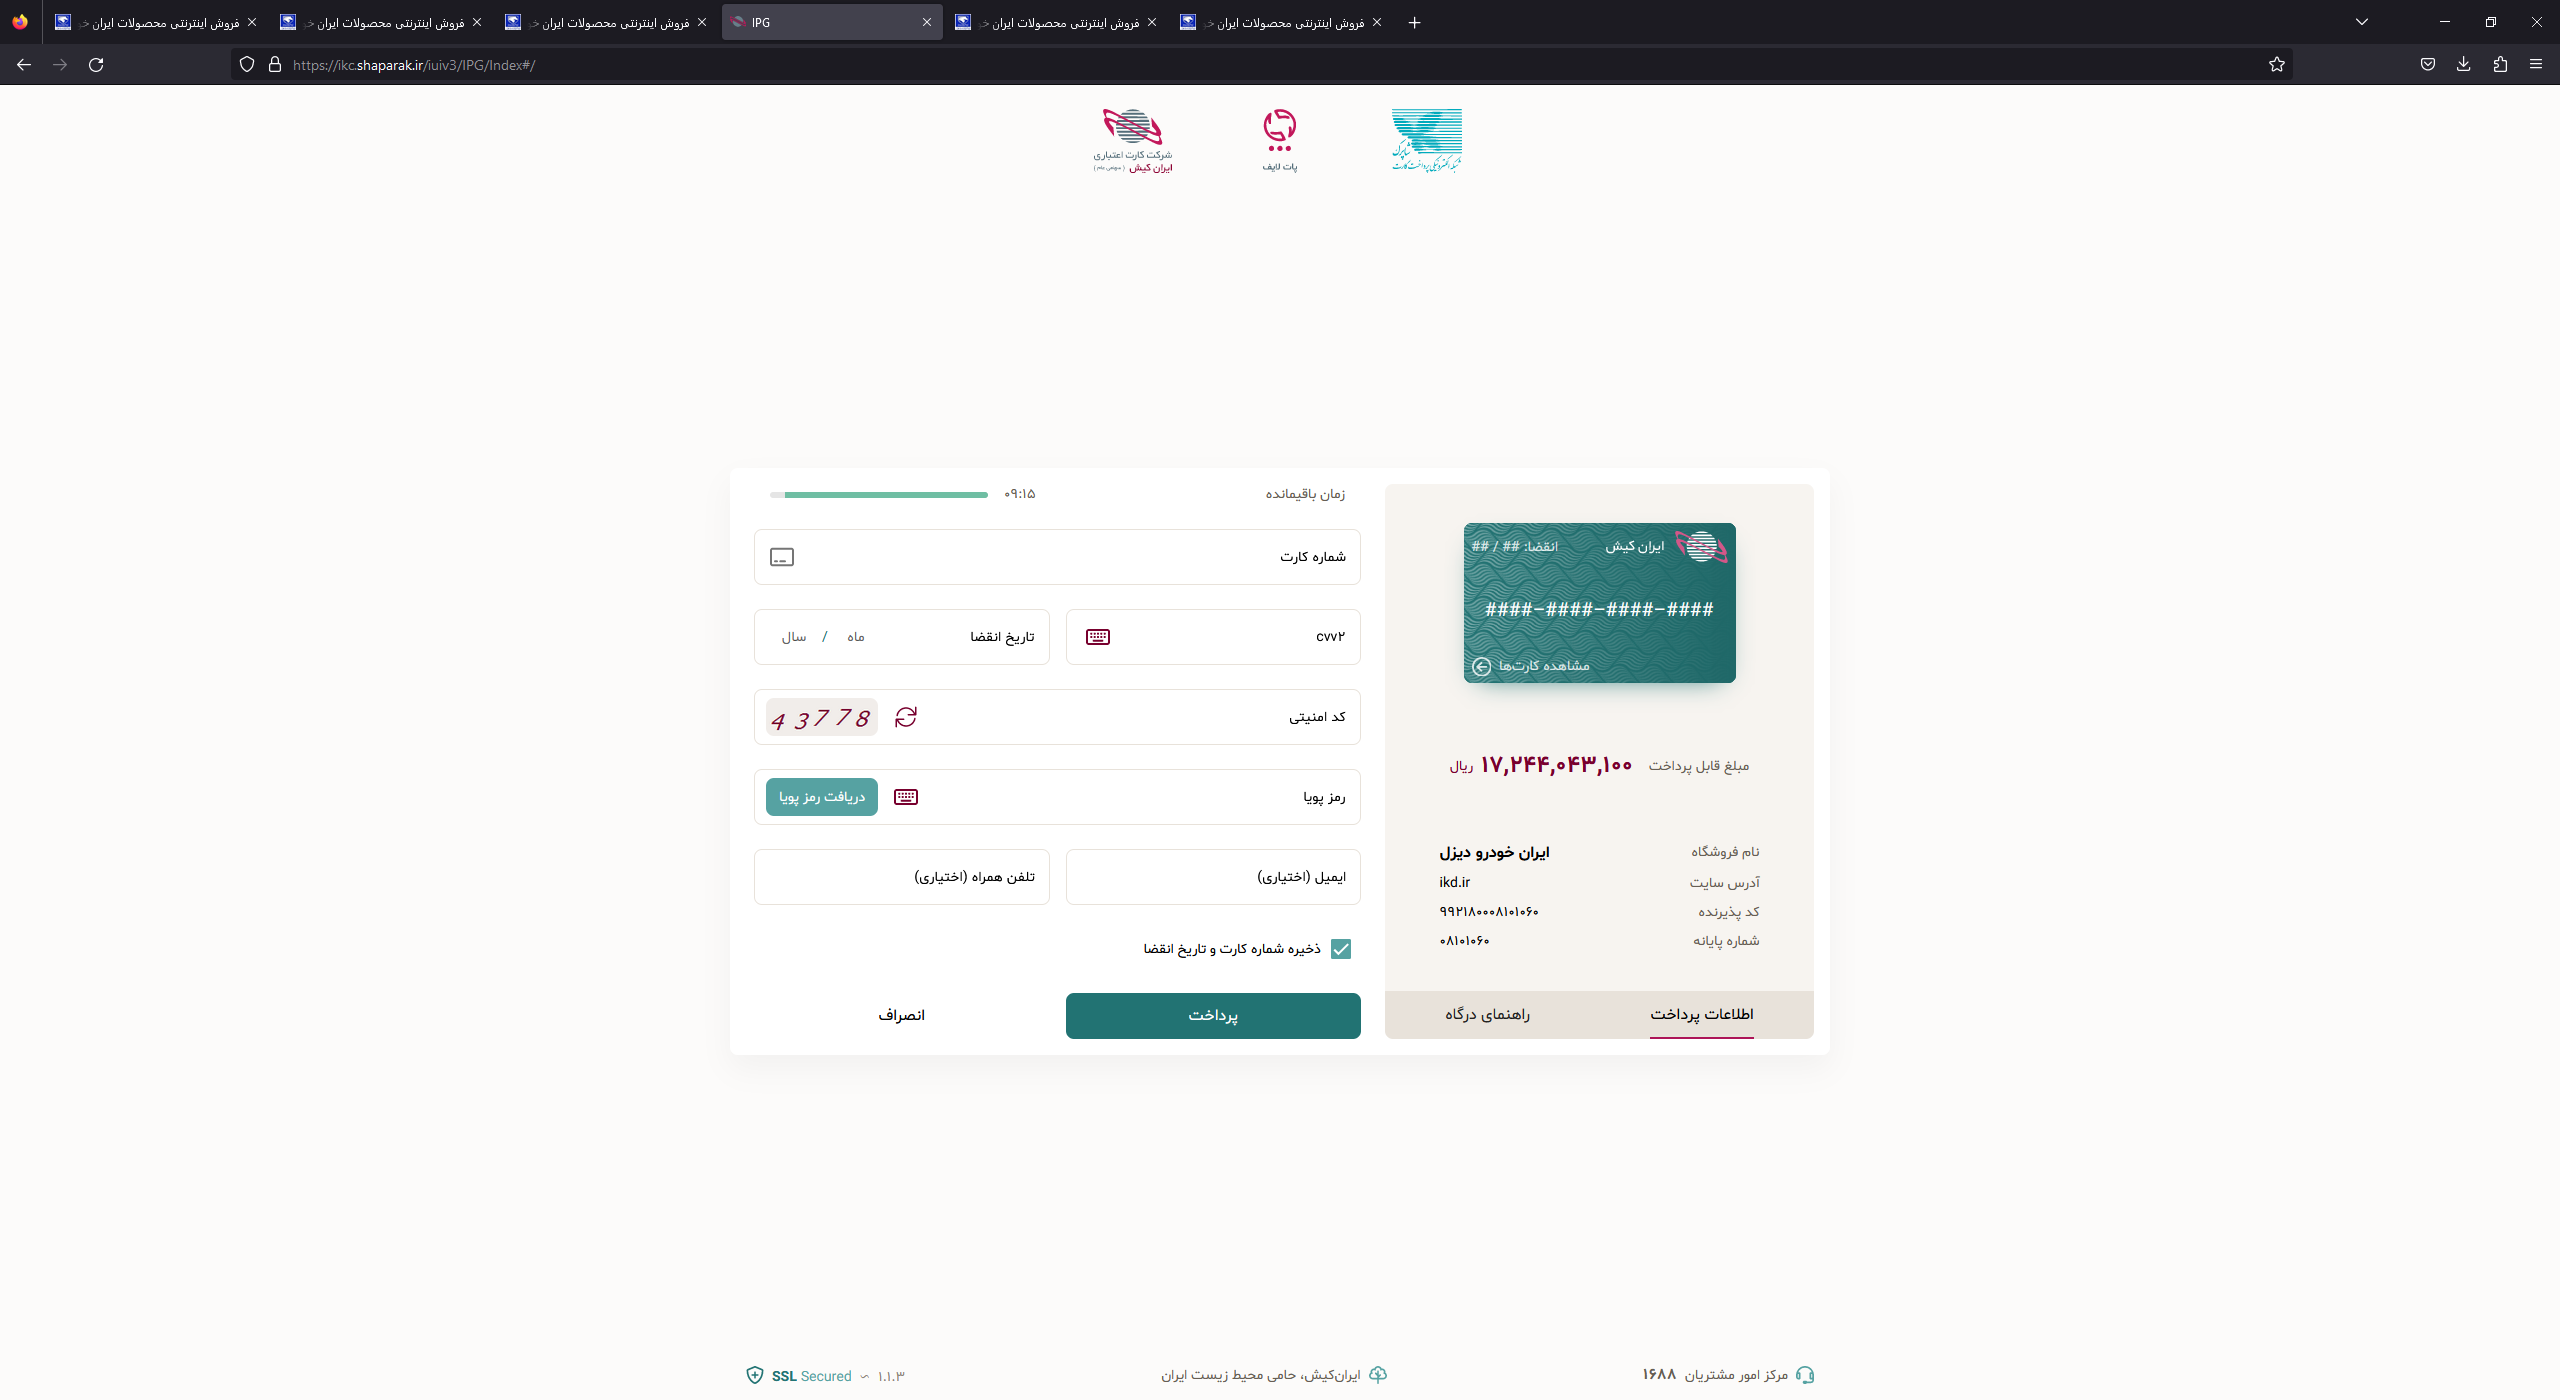 فروش اینترنتی محصولات ایران
فروش اینترنتی محصولات ایران
فروش اینترنتی محصولات ایران
IPG
فروش اینترنتی محصولات ایران
فروش اینترنتی محصولات ایران
https://ikc.shaparak.ir/iuiv3/IPG/Index#/
شرکت کارت اعتباری
ایران کیش
پات لایف
شاپرک
شبکه الکترونیکی پرداخت کارت
ایران کیش
انقضا: ## / ##
####-####-####-####
مشاهده کارت‌ها
مبلغ قابل پرداخت ۱۷,۲۴۴,۰۴۳,۱۰۰ ریال
نام فروشگاه ایران خودرو دیزل
آدرس سایت ikd.ir
کد پذیرنده ۹۹۲۱۸۰۰۰۸۱۰۱۰۶۰
شماره پایانه ۰۸۱۰۱۰۶۰
اطلاعات پرداخت
راهنمای درگاه
زمان باقیمانده ۰۹:۱۵
شماره کارت
cvv۲
تاریخ انقضا ماه / سال
کد امنیتی 43778
رمز پویا دریافت رمز پویا
ایمیل (اختیاری)
تلفن همراه (اختیاری)
ذخیره شماره کارت و تاریخ انقضا
پرداخت
انصراف
مرکز امور مشتریان ۱۶۸۸
ایران‌کیش، حامی محیط زیست ایران
SSL Secured ~ ۱.۱.۳